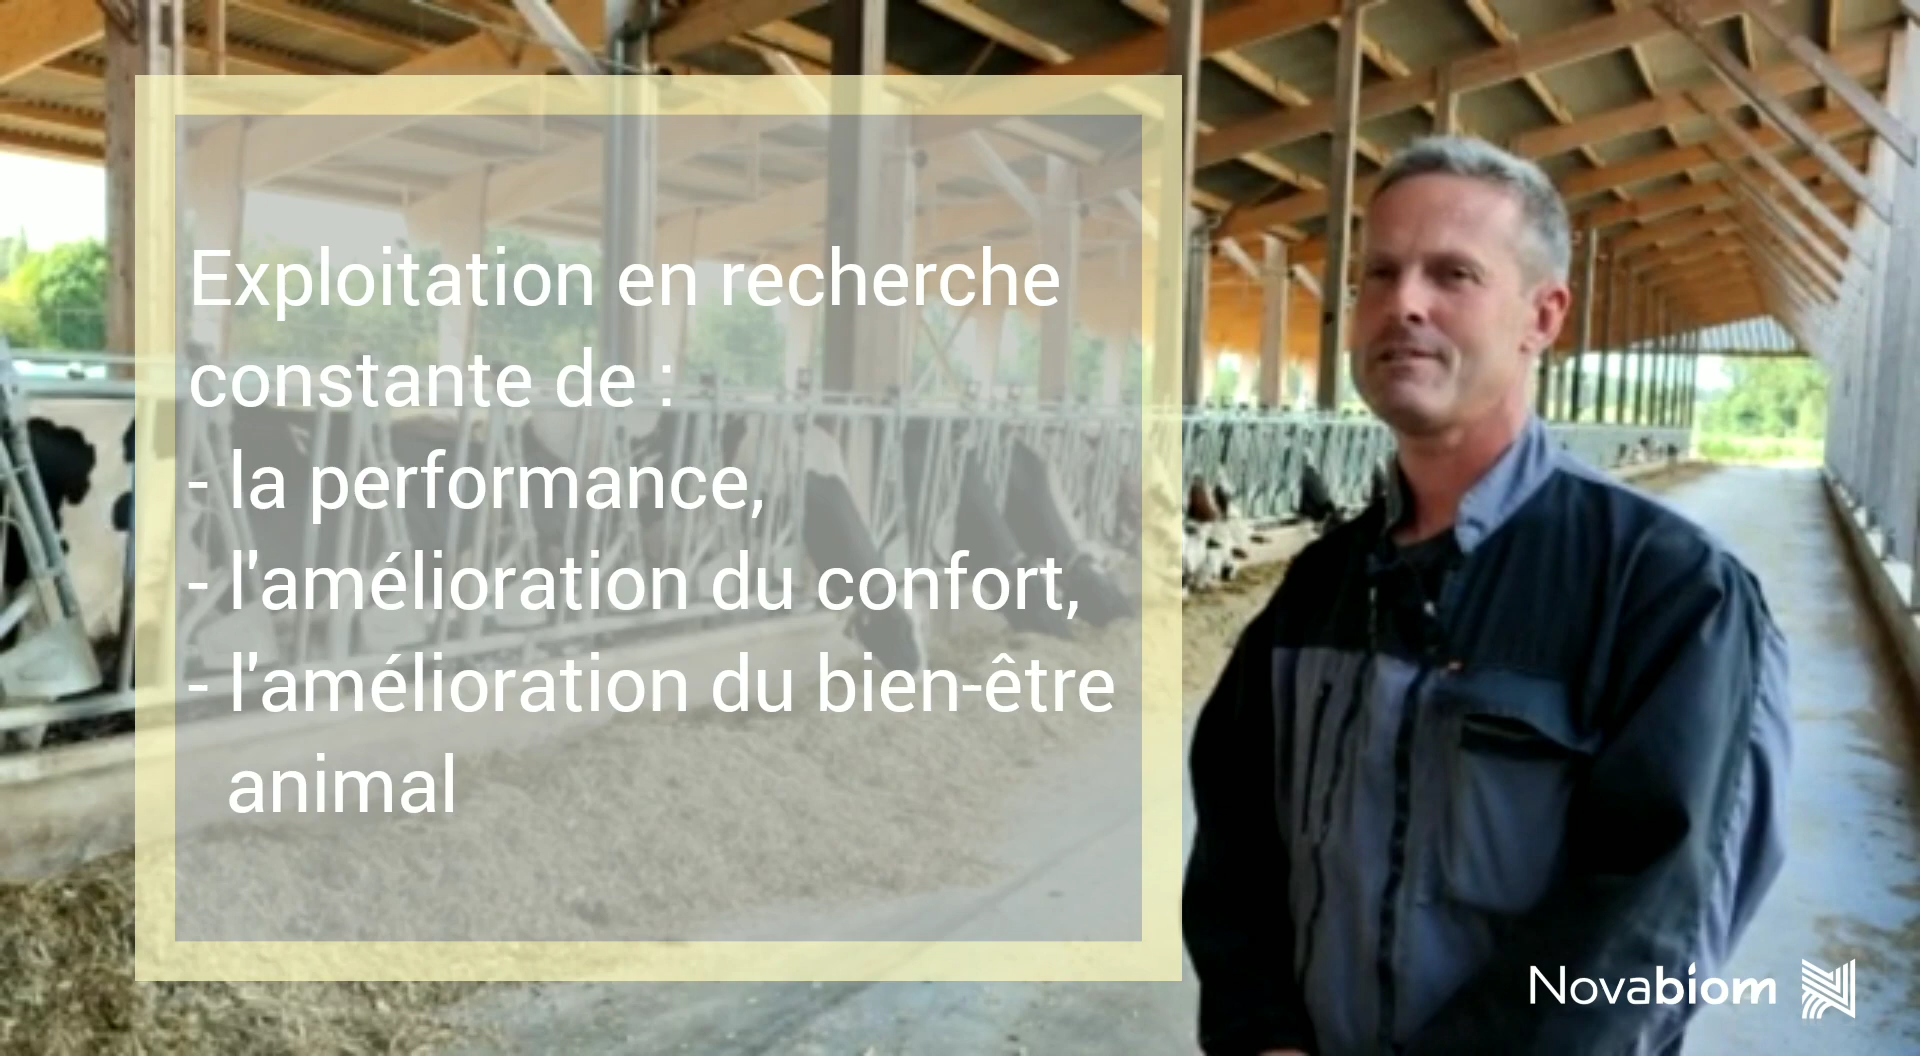 Exploitation en recherche
constante de :
- la performance,
- l'amélioration du confort,
- l'amélioration du bien-être
animal
Novabiom